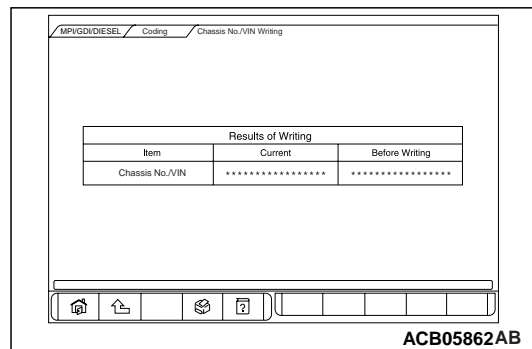 MPI/GDI/DIESEL Coding Chassis No./VIN Writing
Results of Writing
Item Current Before Writing
Chassis No./VIN ***************** *****************
?
ACB05862AB